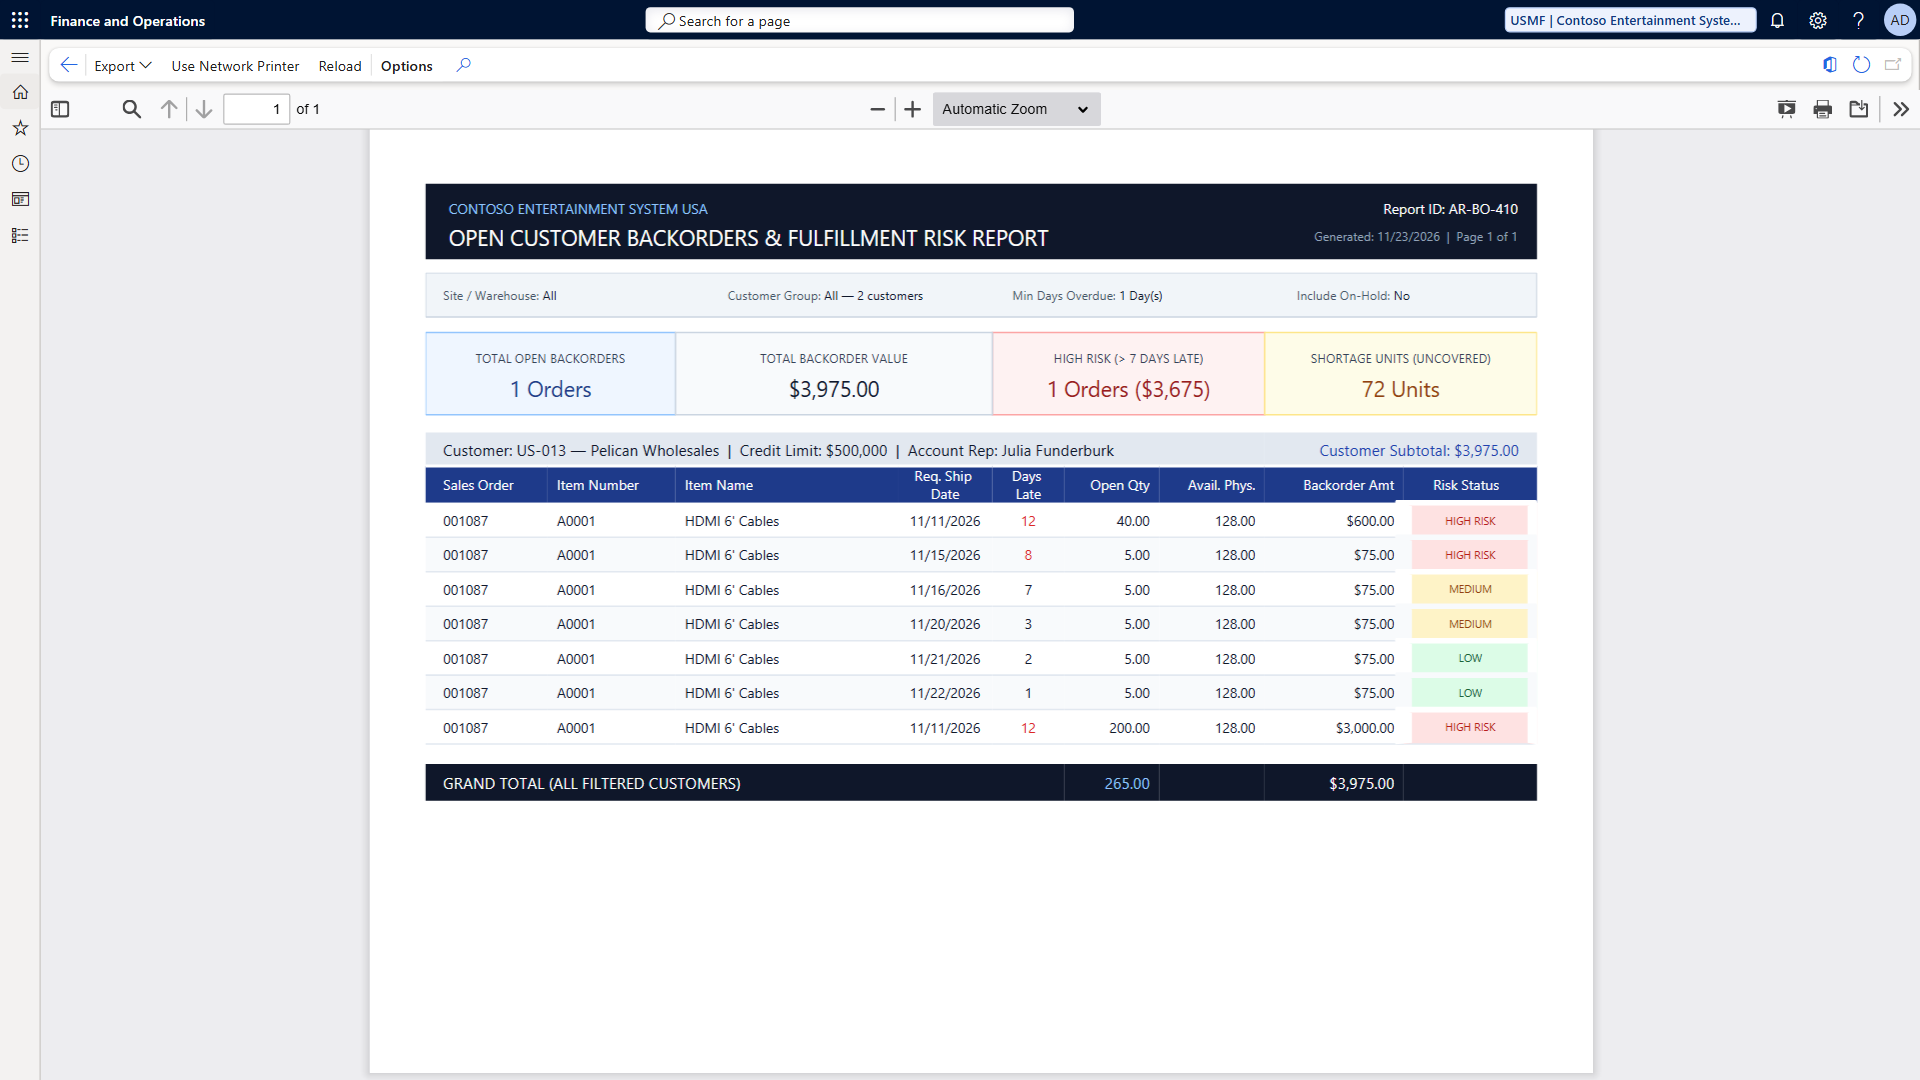 Finance and Operations
Search for a page
USMF | Contoso Entertainment Syste...
AD
Export
Use Network Printer
Reload
Options
1 of 1
Automatic Zoom
CONTOSO ENTERTAINMENT SYSTEM USA
Report ID: AR-BO-410
OPEN CUSTOMER BACKORDERS & FULFILLMENT RISK REPORT
Generated: 11/23/2026 | Page 1 of 1
Site / Warehouse: All
Customer Group: All — 2 customers
Min Days Overdue: 1 Day(s)
Include On-Hold: No
TOTAL OPEN BACKORDERS
1 Orders
TOTAL BACKORDER VALUE
$3,975.00
HIGH RISK (> 7 DAYS LATE)
1 Orders ($3,675)
SHORTAGE UNITS (UNCOVERED)
72 Units
Customer: US-013 — Pelican Wholesales | Credit Limit: $500,000 | Account Rep: Julia Funderburk
Customer Subtotal: $3,975.00
Sales Order Item Number Item Name Req. Ship Date Days Late Open Qty Avail. Phys. Backorder Amt Risk Status
001087 A0001 HDMI 6' Cables 11/11/2026 12 40.00 128.00 $600.00 HIGH RISK
001087 A0001 HDMI 6' Cables 11/15/2026 8 5.00 128.00 $75.00 HIGH RISK
001087 A0001 HDMI 6' Cables 11/16/2026 7 5.00 128.00 $75.00 MEDIUM
001087 A0001 HDMI 6' Cables 11/20/2026 3 5.00 128.00 $75.00 MEDIUM
001087 A0001 HDMI 6' Cables 11/21/2026 2 5.00 128.00 $75.00 LOW
001087 A0001 HDMI 6' Cables 11/22/2026 1 5.00 128.00 $75.00 LOW
001087 A0001 HDMI 6' Cables 11/11/2026 12 200.00 128.00 $3,000.00 HIGH RISK
GRAND TOTAL (ALL FILTERED CUSTOMERS) 265.00 $3,975.00